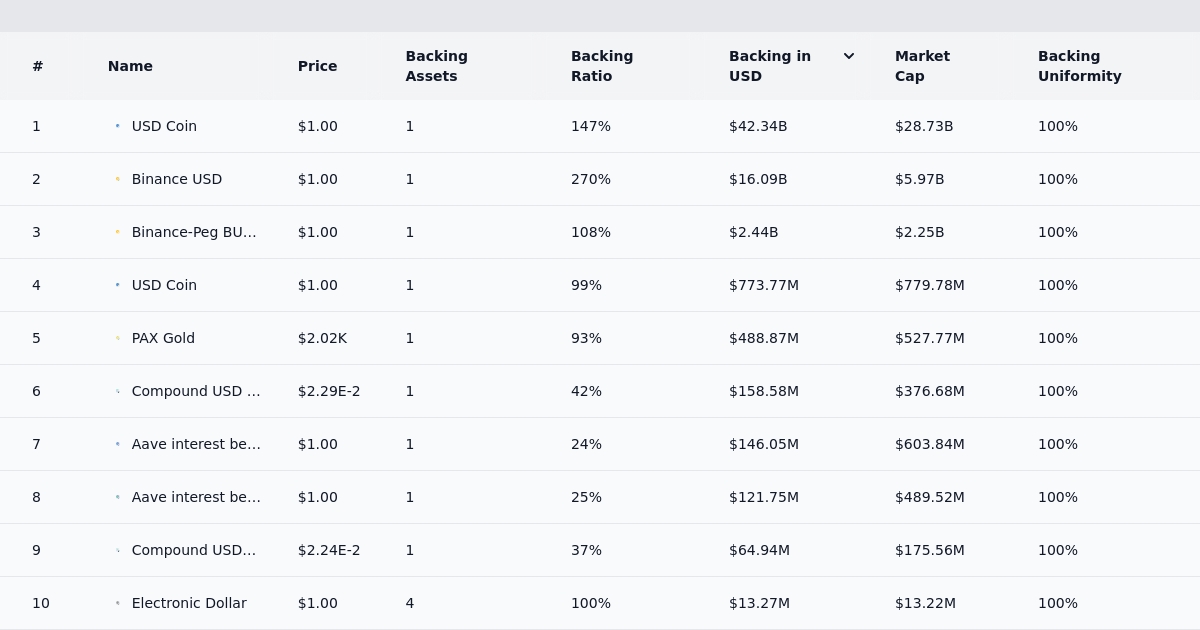 # Name Price Backing Assets Backing Ratio Backing in USD Market Cap Backing Uniformity
1 USD Coin $1.00 1 147% $42.34B $28.73B 100%
2 Binance USD $1.00 1 270% $16.09B $5.97B 100%
3 Binance-Peg BU... $1.00 1 108% $2.44B $2.25B 100%
4 USD Coin $1.00 1 99% $773.77M $779.78M 100%
5 PAX Gold $2.02K 1 93% $488.87M $527.77M 100%
6 Compound USD ... $2.29E-2 1 42% $158.58M $376.68M 100%
7 Aave interest be... $1.00 1 24% $146.05M $603.84M 100%
8 Aave interest be... $1.00 1 25% $121.75M $489.52M 100%
9 Compound USD... $2.24E-2 1 37% $64.94M $175.56M 100%
10 Electronic Dollar $1.00 4 100% $13.27M $13.22M 100%